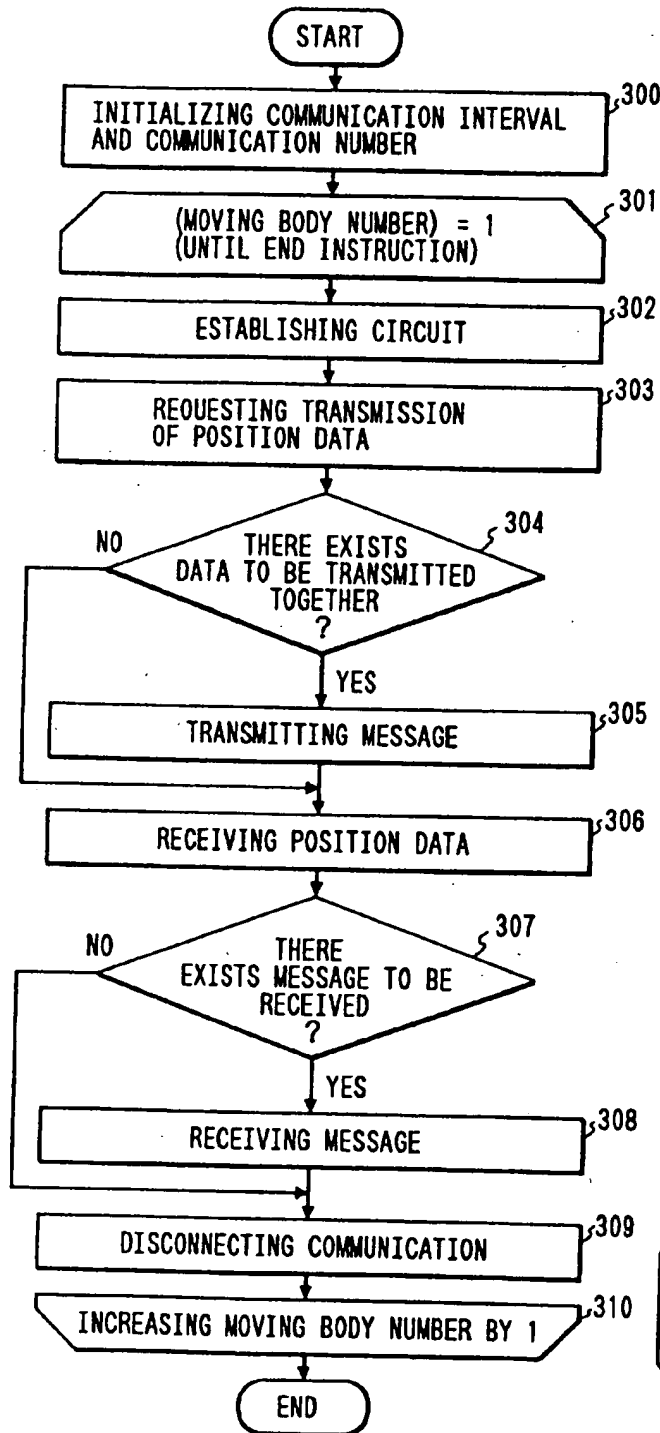 START
300
INITIALIZING COMMUNICATION INTERVAL
AND COMMUNICATION NUMBER
301
(MOVING BODY NUMBER) = 1
(UNTIL END INSTRUCTION)
302
ESTABLISHING CIRCUIT
303
REQUESTING TRANSMISSION
OF POSITION DATA
304
NO
THERE EXISTS
DATA TO BE TRANSMITTED
TOGETHER
?
YES
305
TRANSMITTING MESSAGE
306
RECEIVING POSITION DATA
307
NO
THERE
EXISTS MESSAGE TO BE
RECEIVED
?
YES
308
RECEIVING MESSAGE
309
DISCONNECTING COMMUNICATION
310
INCREASING MOVING BODY NUMBER BY 1
END